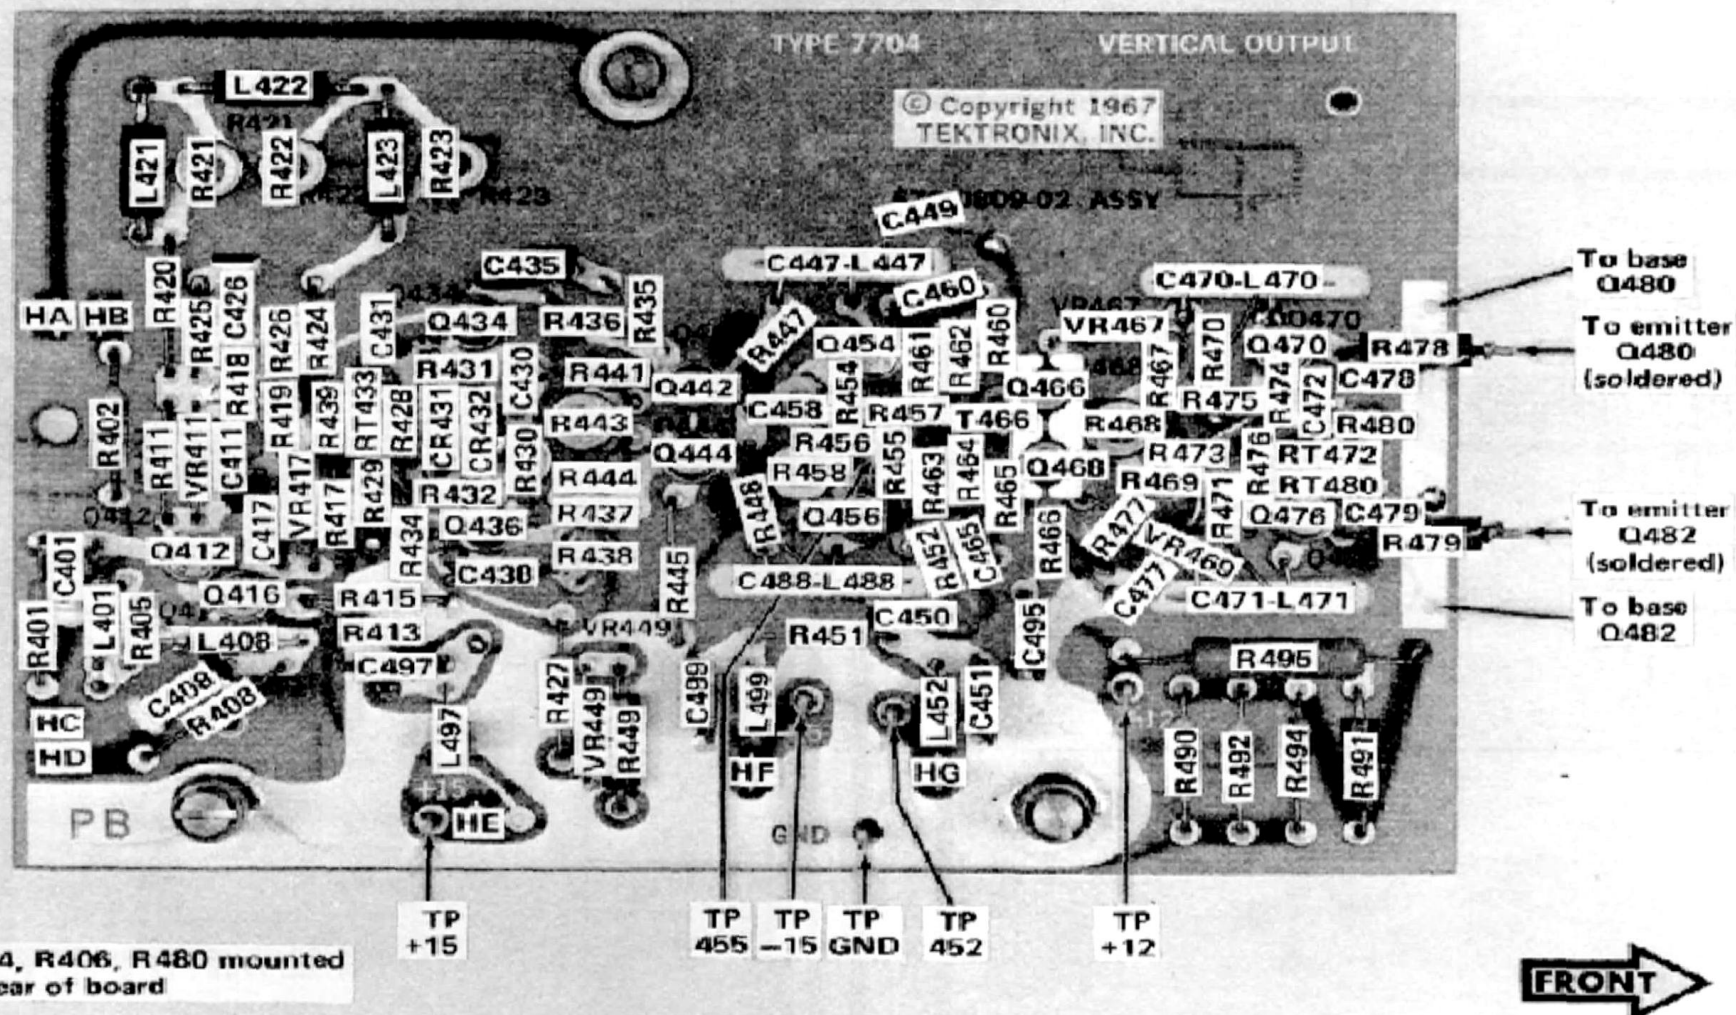 TYPE 7704
VERTICAL OUTPUT
© Copyright 1967
TEKTRONIX, INC.
L422
R421
L421
R421
R422
L423
R423
R423
0809-02 ASSY
C449
C435
C447-L447
C460
C470-L470
To base
Q480
To emitter
Q480
(soldered)
HA
HB
R420
R425
C426
R426
R424
C431
Q434
R436
R435
R447
Q454
R461
R462
R460
VR467
VR467
R467
R470
Q470
R478
C478
R418
R419
R439
RT433
R428
R431
CR431
CR432
C430
R441
Q442
C458
R454
R457
Q466
T466
R468
R475
R474
C472
R480
R402
R411
VR411
C411
VR417
R417
R429
R432
R430
R443
Q444
R444
R456
R458
R455
R463
R464
R465
Q468
R473
R469
R471
R476
RT472
RT480
C417
R434
Q436
R437
R448
Q456
R452
C465
R466
R477
VR469
Q476
C479
R479
To emitter
Q482
(soldered)
C401
Q412
R438
C438
R445
C488-L488
C477
C471-L471
To base
Q482
R401
L401
R405
Q416
R415
R413
L408
VR449
R451
C450
C495
R495
C408
R408
C497
L497
R427
VR449
R449
C499
L499
L452
C451
HC
HD
+12
R490
R492
R494
R491
HF
HG
+15
HE
PB
GND
TP
+15
TP
455
TP
-15
TP
GND
TP
452
TP
+12
4, R406, R480 mounted
ear of board
FRONT